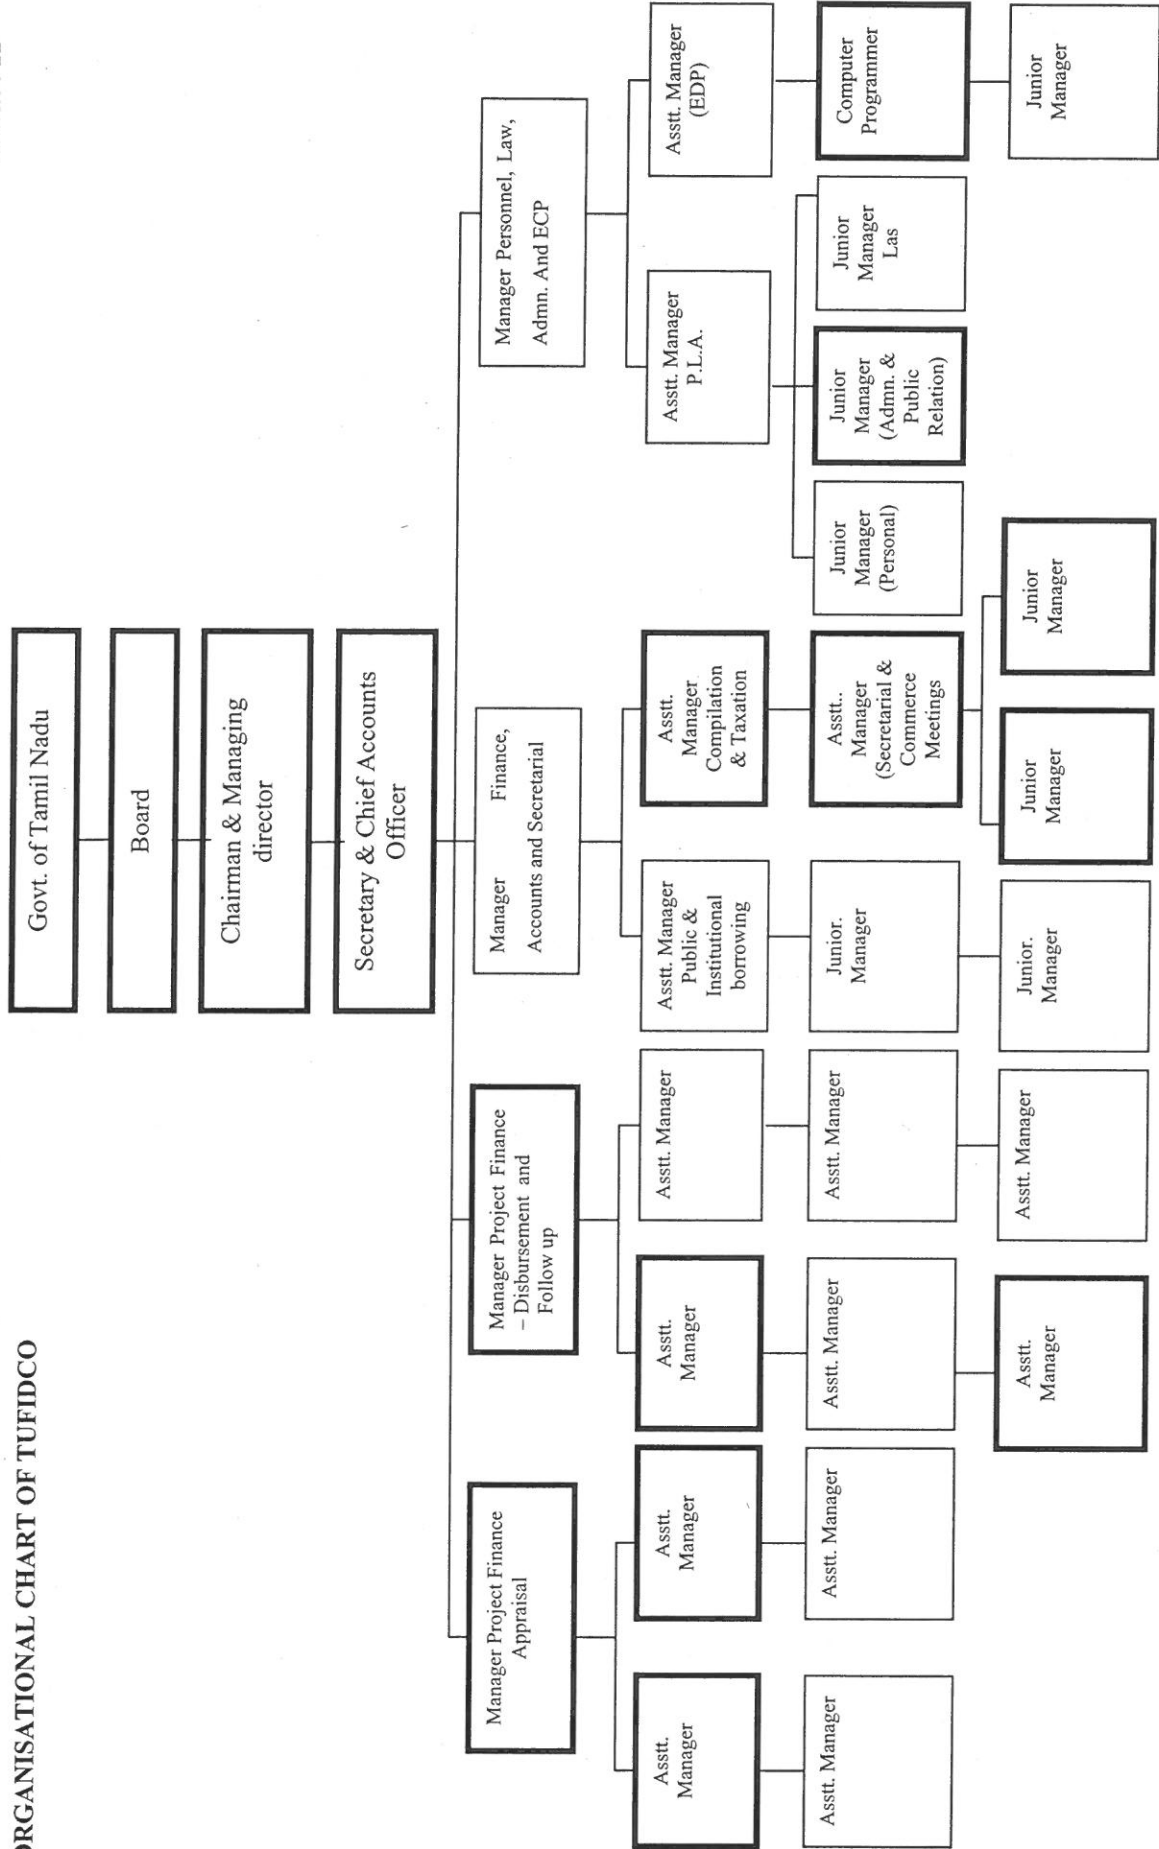 ORGANISATIONAL CHART OF TUFIDCO
Govt. of Tamil Nadu
Board
Chairman & Managing
director
Secretary & Chief Accounts
Officer
Manager Project Finance
Appraisal
Manager Project Finance
– Disbursement and
Follow up
Manager Finance,
Accounts and Secretarial
Manager Personnel, Law,
Admn. And ECP
Asstt.
Manager
Asstt.
Manager
Asstt.
Manager
Asstt. Manager
Asstt. Manager
Public &
Institutional
borrowing
Asstt.
Manager
Compilation
& Taxation
Asstt. Manager
P.L.A.
Asstt. Manager
(EDP)
Asstt. Manager
Asstt. Manager
Asstt. Manager
Asstt. Manager
Junior.
Manager
Asstt..
Manager
(Secretarial &
Commerce
Meetings
Junior
Manager
(Personal)
Junior
Manager
(Admn. &
Public
Relation)
Junior
Manager
Las
Computer
Programmer
Asstt.
Manager
Asstt. Manager
Junior.
Manager
Junior
Manager
Junior
Manager
Junior
Manager